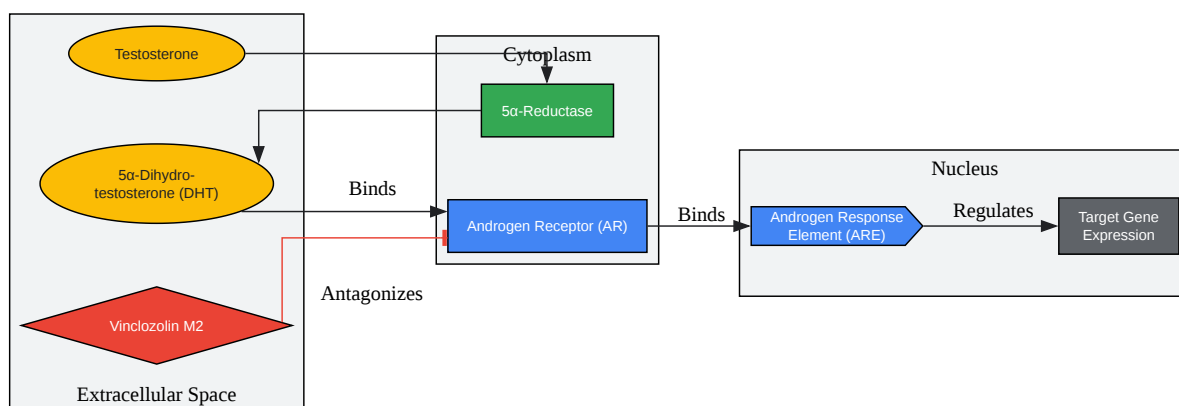 Testosterone
Cytoplasm
5α-Reductase
5α-Dihydro-
testosterone (DHT)
Binds
Androgen Receptor (AR)
Binds
Nucleus
Androgen Response
Element (ARE)
Regulates
Target Gene
Expression
Antagonizes
Vinclozolin M2
Extracellular Space